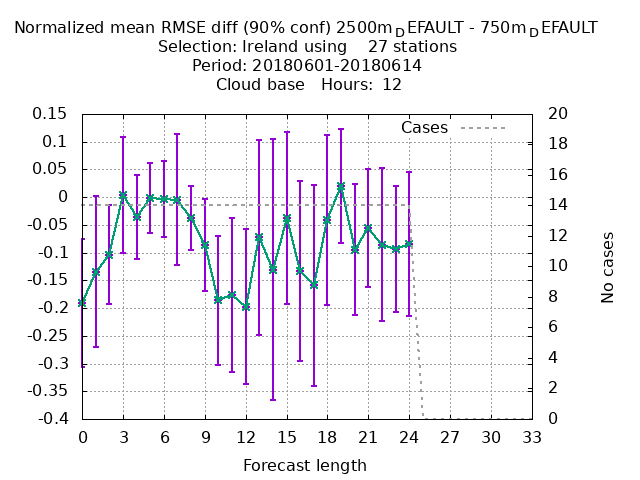 Normalized mean RMSE diff (90% conf) 2500m_DEFAULT - 750m_DEFAULT
Selection: Ireland using 27 stations
Period: 20180601-20180614
Cloud base Hours: 12
Cases
0.15
0.1
0.05
0
-0.05
-0.1
-0.15
-0.2
-0.25
-0.3
-0.35
-0.4
20
18
16
14
12
10
8
6
4
2
0
No cases
0 3 6 9 12 15 18 21 24 27 30 33
Forecast length